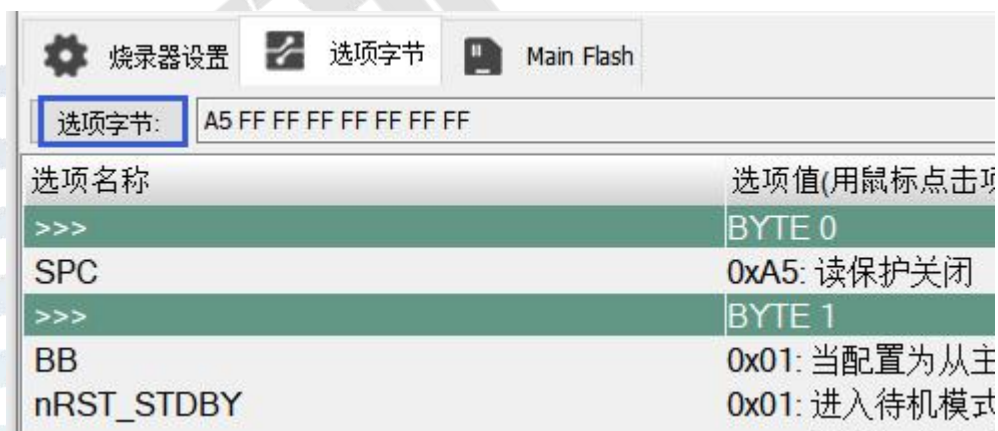 烧录器设置 选项字节 Main Flash
选项字节: A5 FF FF FF FF FF FF FF
选项名称 选项值(用鼠标点击项
>>> BYTE 0
SPC 0xA5: 读保护关闭
>>> BYTE 1
BB 0x01: 当配置为从主
nRST_STDBY 0x01: 进入待机模式